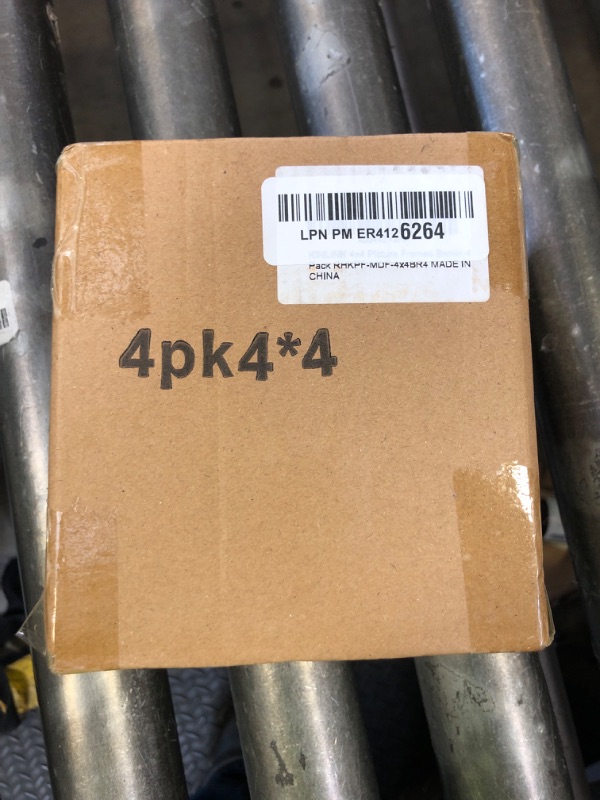 LPN PM ER4126264
Pack RHKPF-MDF-4x4BR4 MADE IN
CHINA
4pk4*4